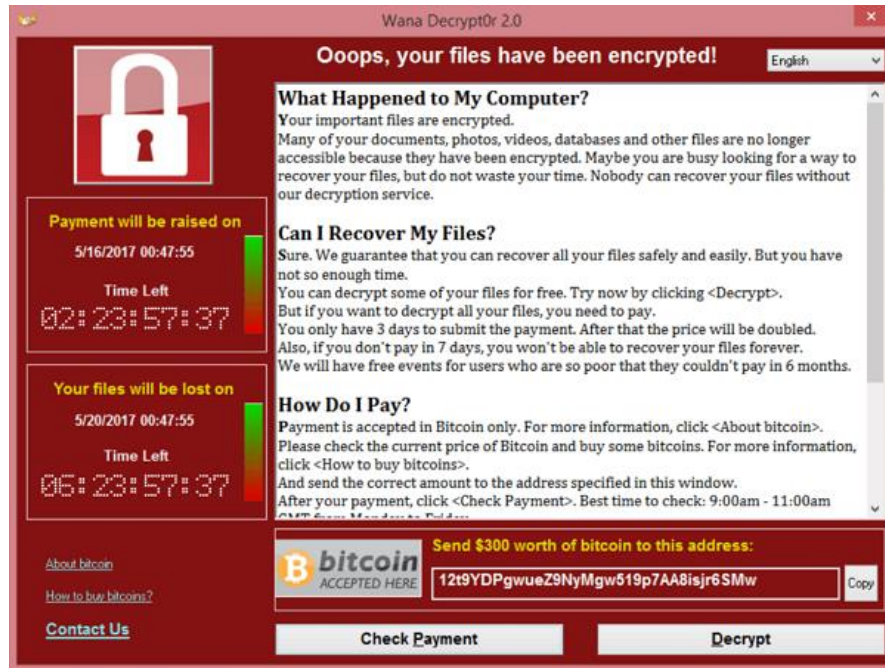 Wana Decrypt0r 2.0
Ooops, your files have been encrypted!
English
What Happened to My Computer?
Your important files are encrypted.
Many of your documents, photos, videos, databases and other files are no longer
accessible because they have been encrypted. Maybe you are busy looking for a way to
recover your files, but do not waste your time. Nobody can recover your files without
our decryption service.
Can I Recover My Files?
Sure. We guarantee that you can recover all your files safely and easily. But you have
not so enough time.
You can decrypt some of your files for free. Try now by clicking <Decrypt>.
But if you want to decrypt all your files, you need to pay.
You only have 3 days to submit the payment. After that the price will be doubled.
Also, if you don't pay in 7 days, you won't be able to recover your files forever.
We will have free events for users who are so poor that they couldn't pay in 6 months.
How Do I Pay?
Payment is accepted in Bitcoin only. For more information, click <About bitcoin>.
Please check the current price of Bitcoin and buy some bitcoins. For more information,
click <How to buy bitcoins>.
And send the correct amount to the address specified in this window.
After your payment, click <Check Payment>. Best time to check: 9:00am - 11:00am
GMT from Monday to Friday
Payment will be raised on
5/16/2017 00:47:55
Time Left
02:23:57:37
Your files will be lost on
5/20/2017 00:47:55
Time Left
06:23:57:37
About bitcoin
How to buy bitcoins?
Contact Us
bitcoin
ACCEPTED HERE
Send $300 worth of bitcoin to this address:
12t9YDPgwueZ9NyMgw519p7AA8isjr6SMw
Copy
Check Payment
Decrypt